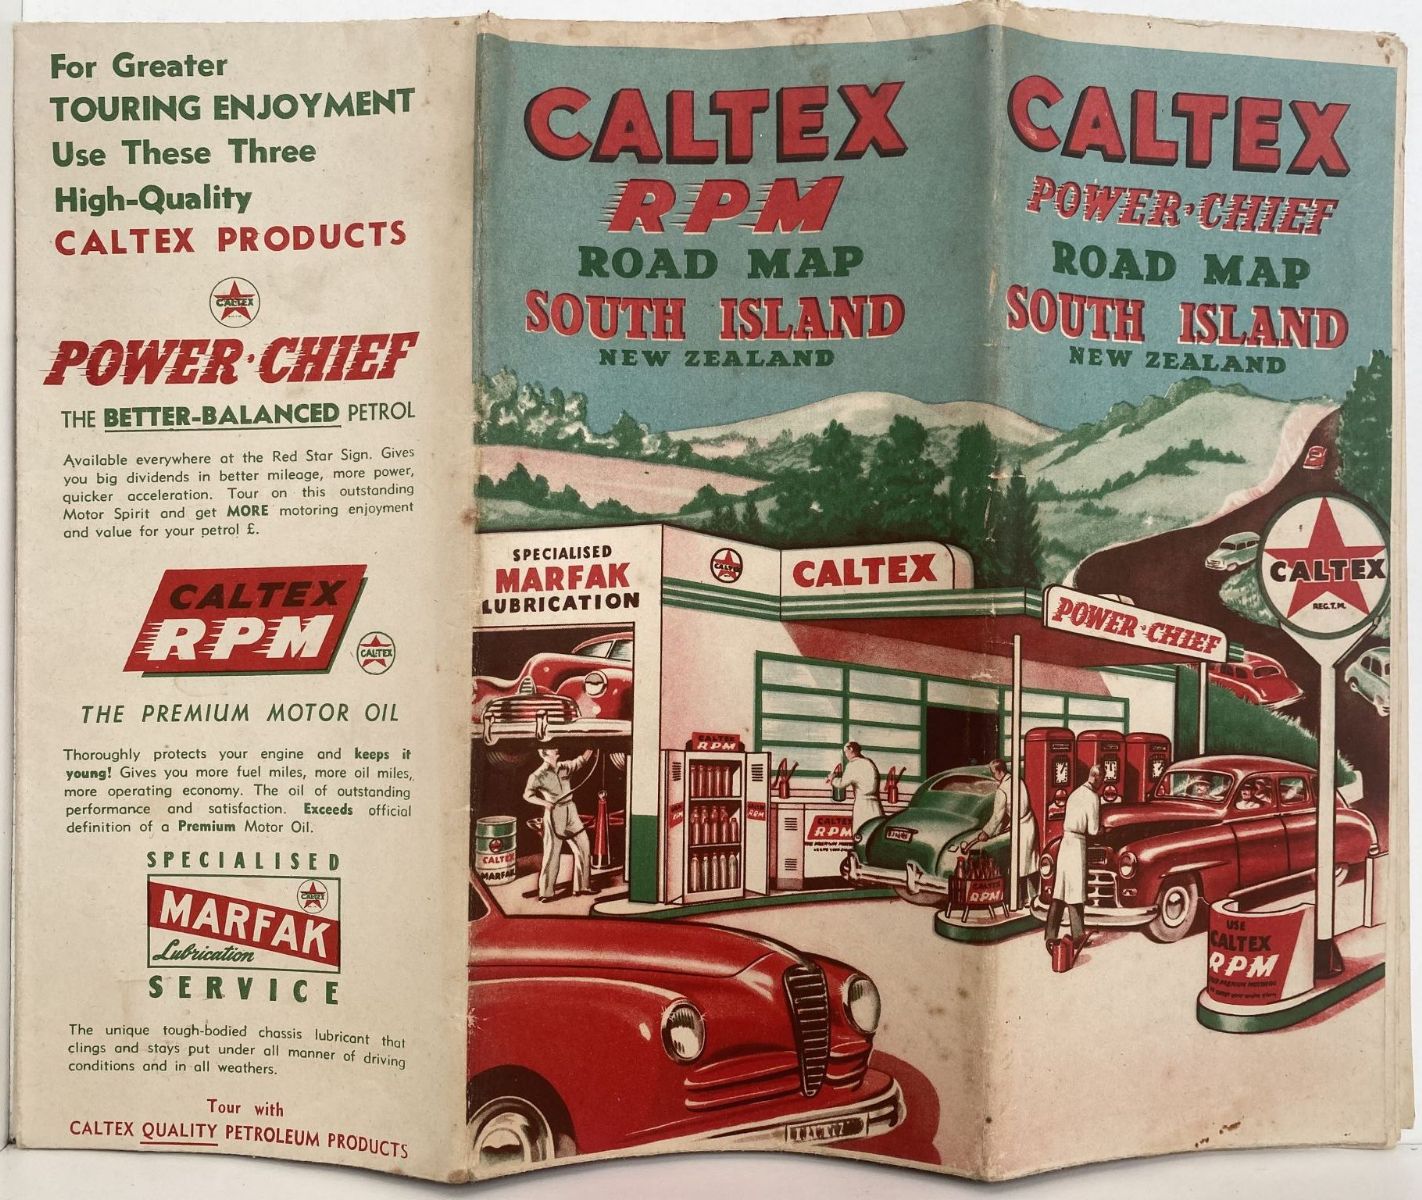 For Greater
TOURING ENJOYMENT
Use These Three
High-Quality
CALTEX PRODUCTS
CALTEX
POWER-CHIEF
THE BETTER-BALANCED PETROL
Available everywhere at the Red Star Sign. Gives
you big dividends in better mileage, more power,
quicker acceleration. Tour on this outstanding
Motor Spirit and get MORE motoring enjoyment
and value for your petrol £.
CALTEX
RPM
CALTEX
THE PREMIUM MOTOR OIL
Thoroughly protects your engine and keeps it
young! Gives you more fuel miles, more oil miles,
more operating economy. The oil of outstanding
performance and satisfaction. Exceeds official
definition of a Premium Motor Oil.
SPECIALISED
CALTEX
MARFAK
Lubrication
SERVICE
The unique tough-bodied chassis lubricant that
clings and stays put under all manner of driving
conditions and in all weathers.
Tour with
CALTEX QUALITY PETROLEUM PRODUCTS
CALTEX
RPM
ROAD MAP
SOUTH ISLAND
NEW ZEALAND
SPECIALISED
MARFAK
LUBRICATION
CALTEX
CALTEX
CALTEX
RPM
CALTEX
RPM
CALTEX
MARFAK
CALTEX
RPM
CALTEX
POWER-CHIEF
ROAD MAP
SOUTH ISLAND
NEW ZEALAND
POWER-CHIEF
CALTEX
REG. T.M.
USE
CALTEX
RPM